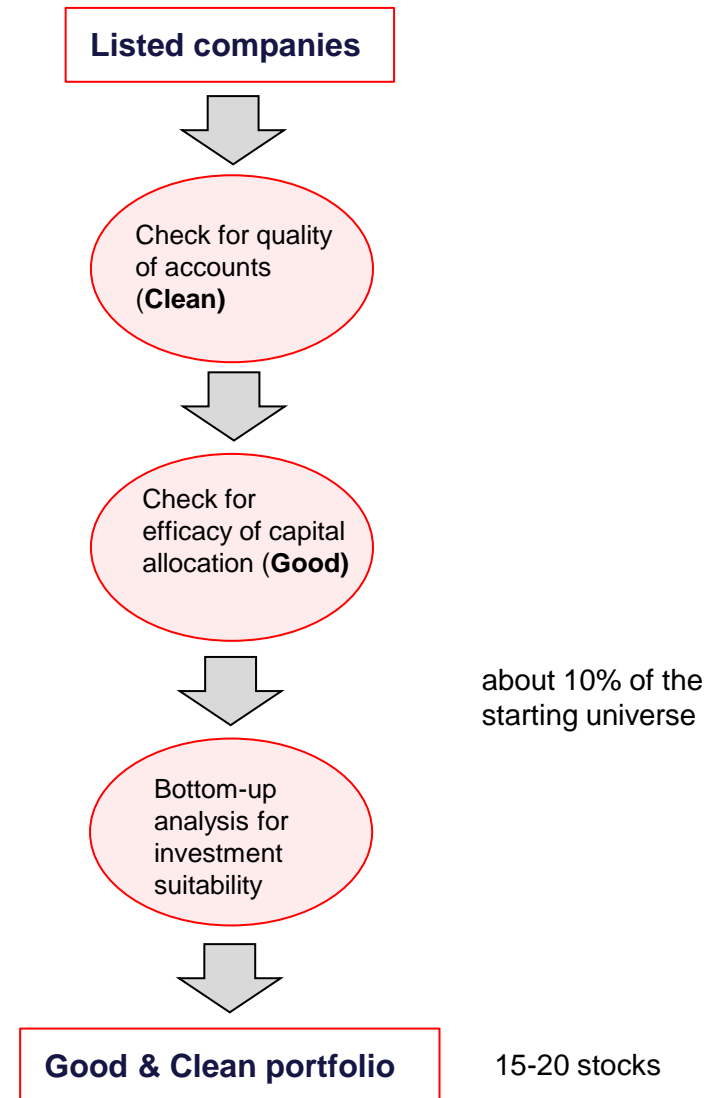 Listed companies
Check for quality
of accounts
(Clean)
Check for
efficacy of capital
allocation (Good)
about 10% of the
starting universe
Bottom-up
analysis for
investment
suitability
Good & Clean portfolio
15-20 stocks